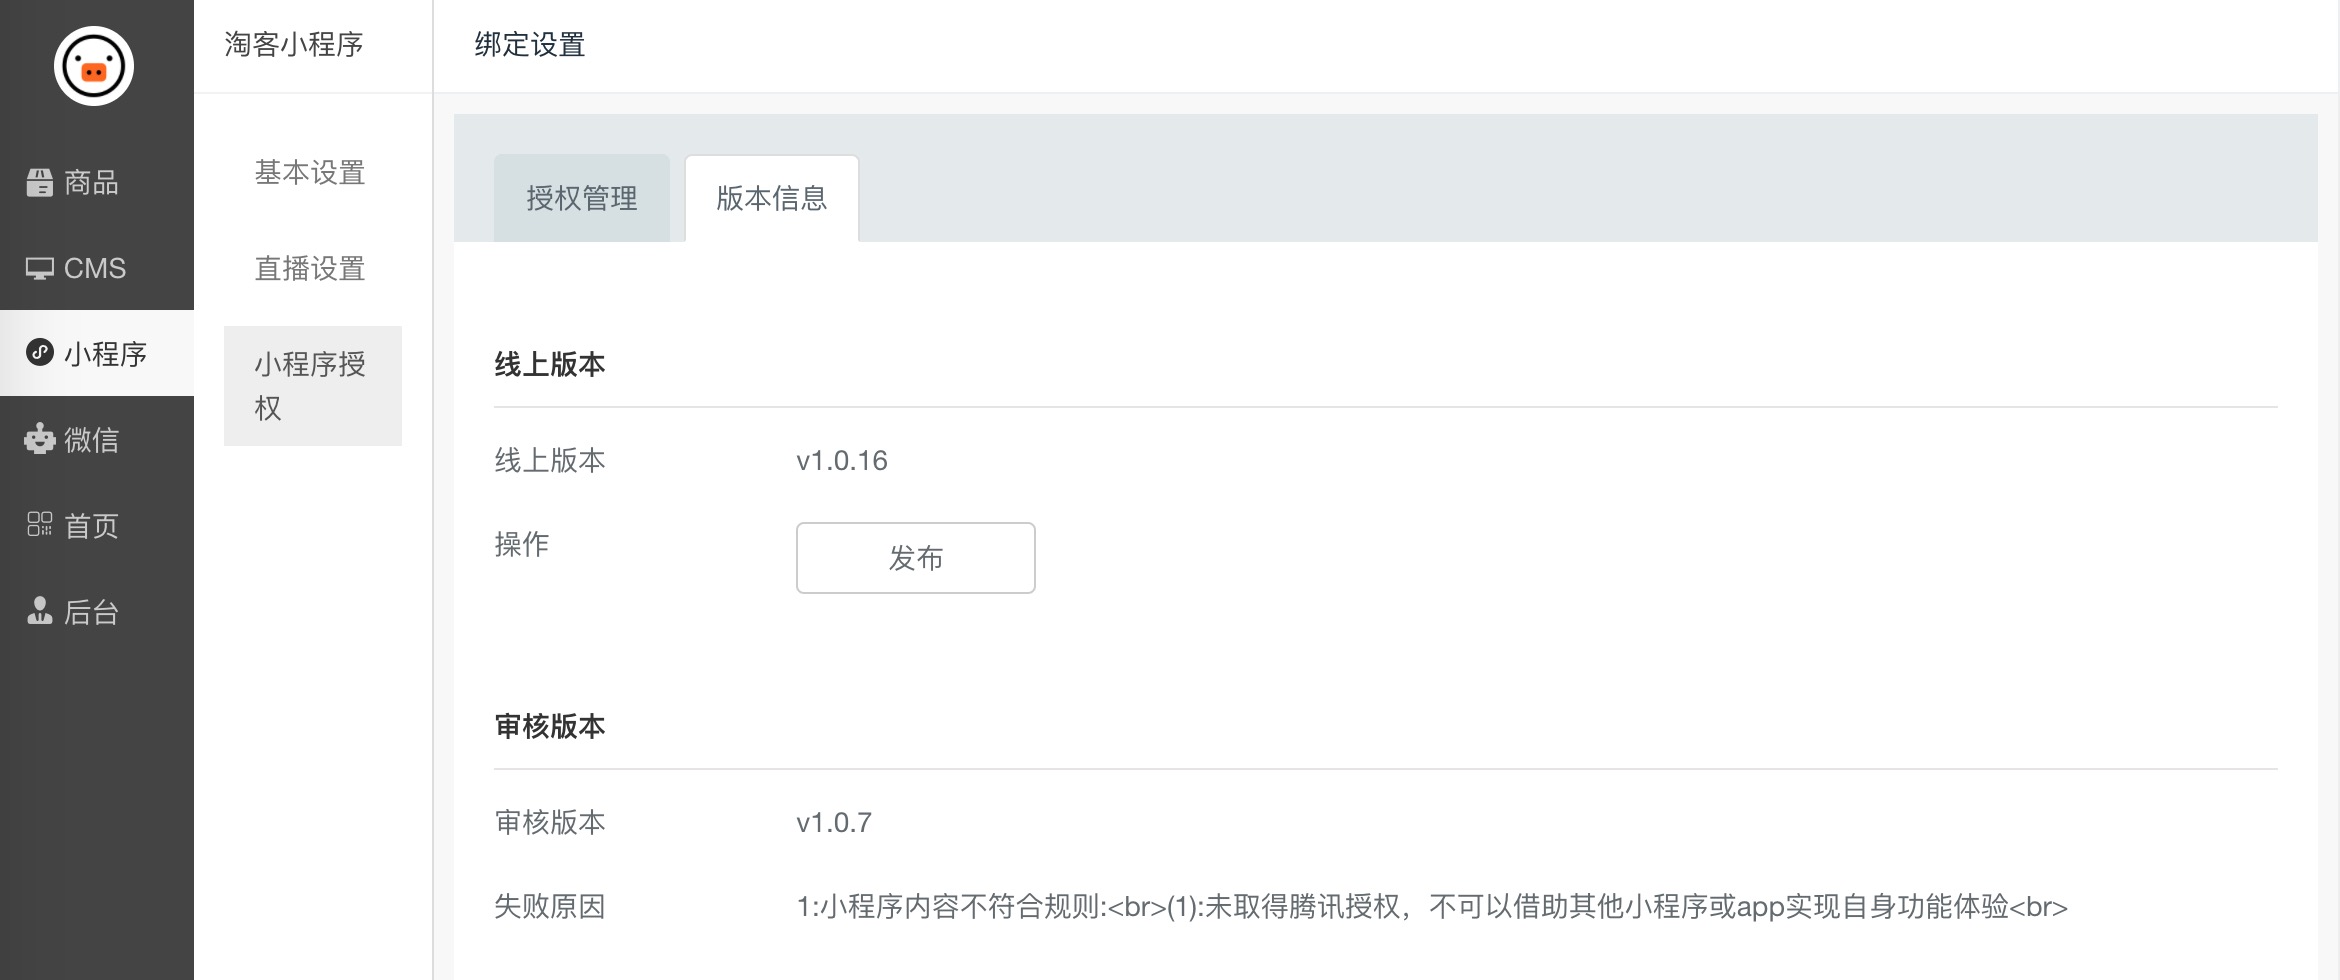 商品
CMS
小程序
微信
首页
后台
淘客小程序
基本设置
直播设置
小程序授
权
绑定设置
授权管理
版本信息
线上版本
线上版本
v1.0.16
操作
发布
审核版本
审核版本
v1.0.7
失败原因
1:小程序内容不符合规则:<br>(1):未取得腾讯授权，不可以借助其他小程序或app实现自身功能体验<br>